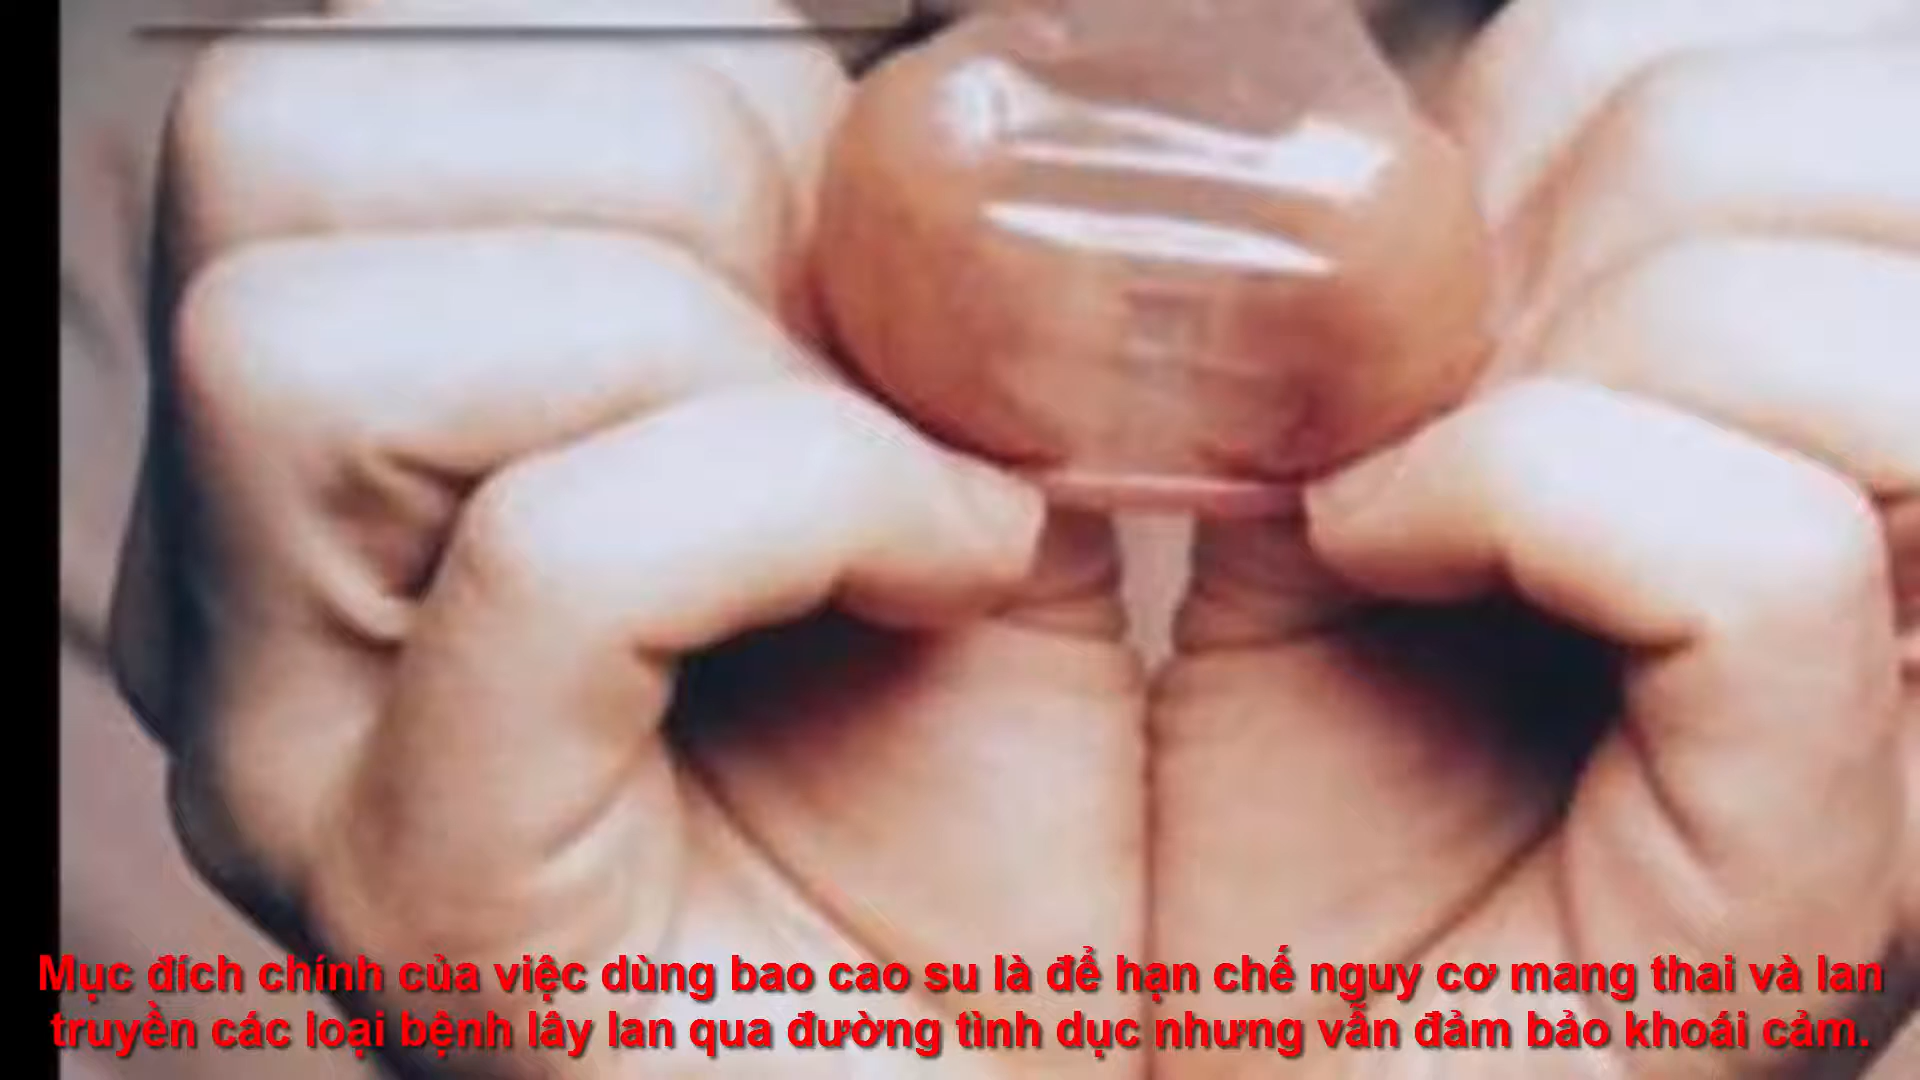 Mục đích chính của việc dùng bao cao su là để hạn chế nguy cơ mang thai và lan
truyền các loại bệnh lây lan qua đường tình dục nhưng vẫn đảm bảo khoái cảm.